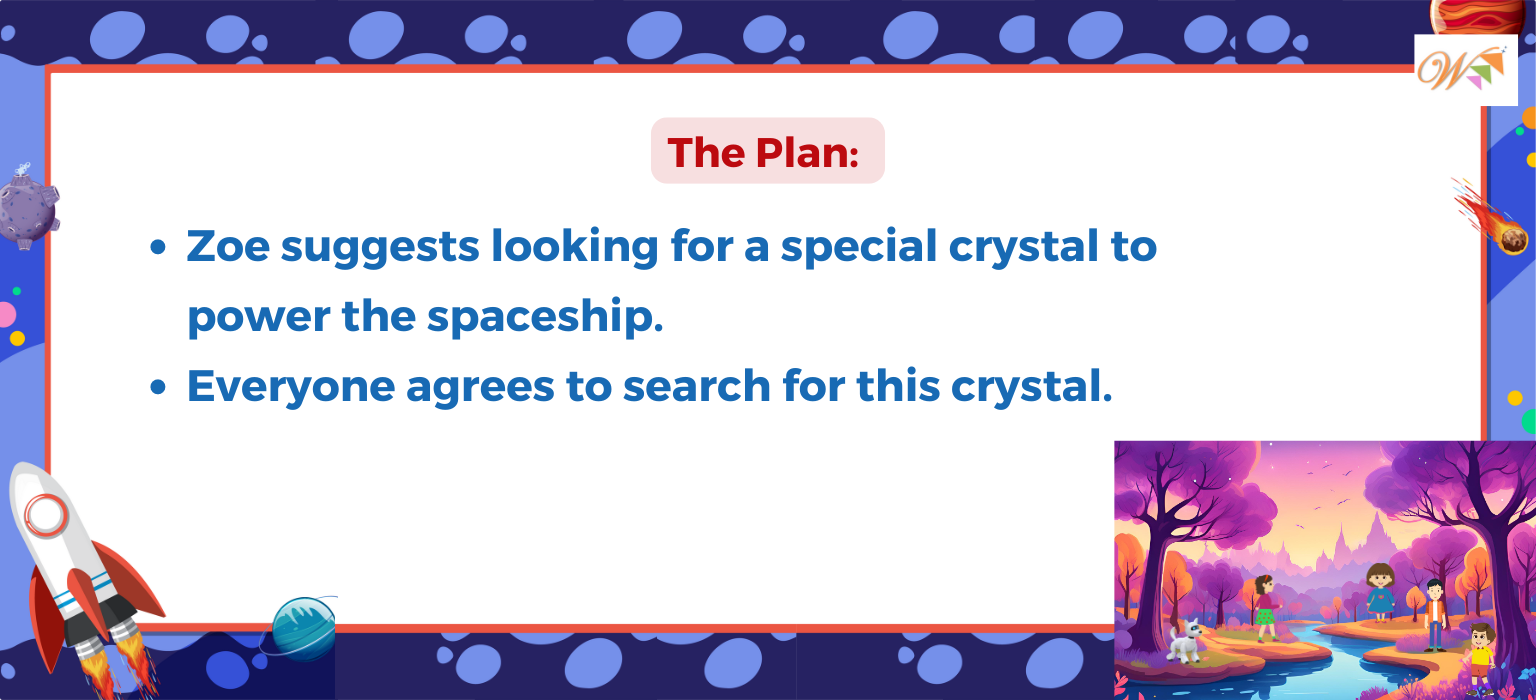 W
The Plan:
• Zoe suggests looking for a special crystal to
power the spaceship.
• Everyone agrees to search for this crystal.